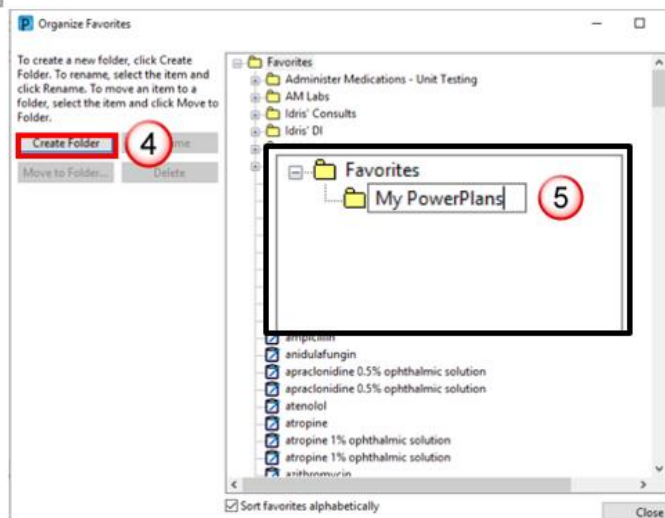 Organize Favorites
To create a new folder, click Create
Folder. To rename, select the item and
click Rename. To move an item to a
folder, select the item and click Move to
Folder.
Create Folder
4
Move to Folder...
Delete
Favorites
Administer Medications - Unit Testing
AM Labs
Idris' Consults
Idris' DI
Favorites
My PowerPlans
5
ampicillin
anidulafungin
apraclonidine 0.5% ophthalmic solution
apraclonidine 0.5% ophthalmic solution
atenolol
atropine
atropine 1% ophthalmic solution
atropine 1% ophthalmic solution
azithromycin
Sort favorites alphabetically
Close